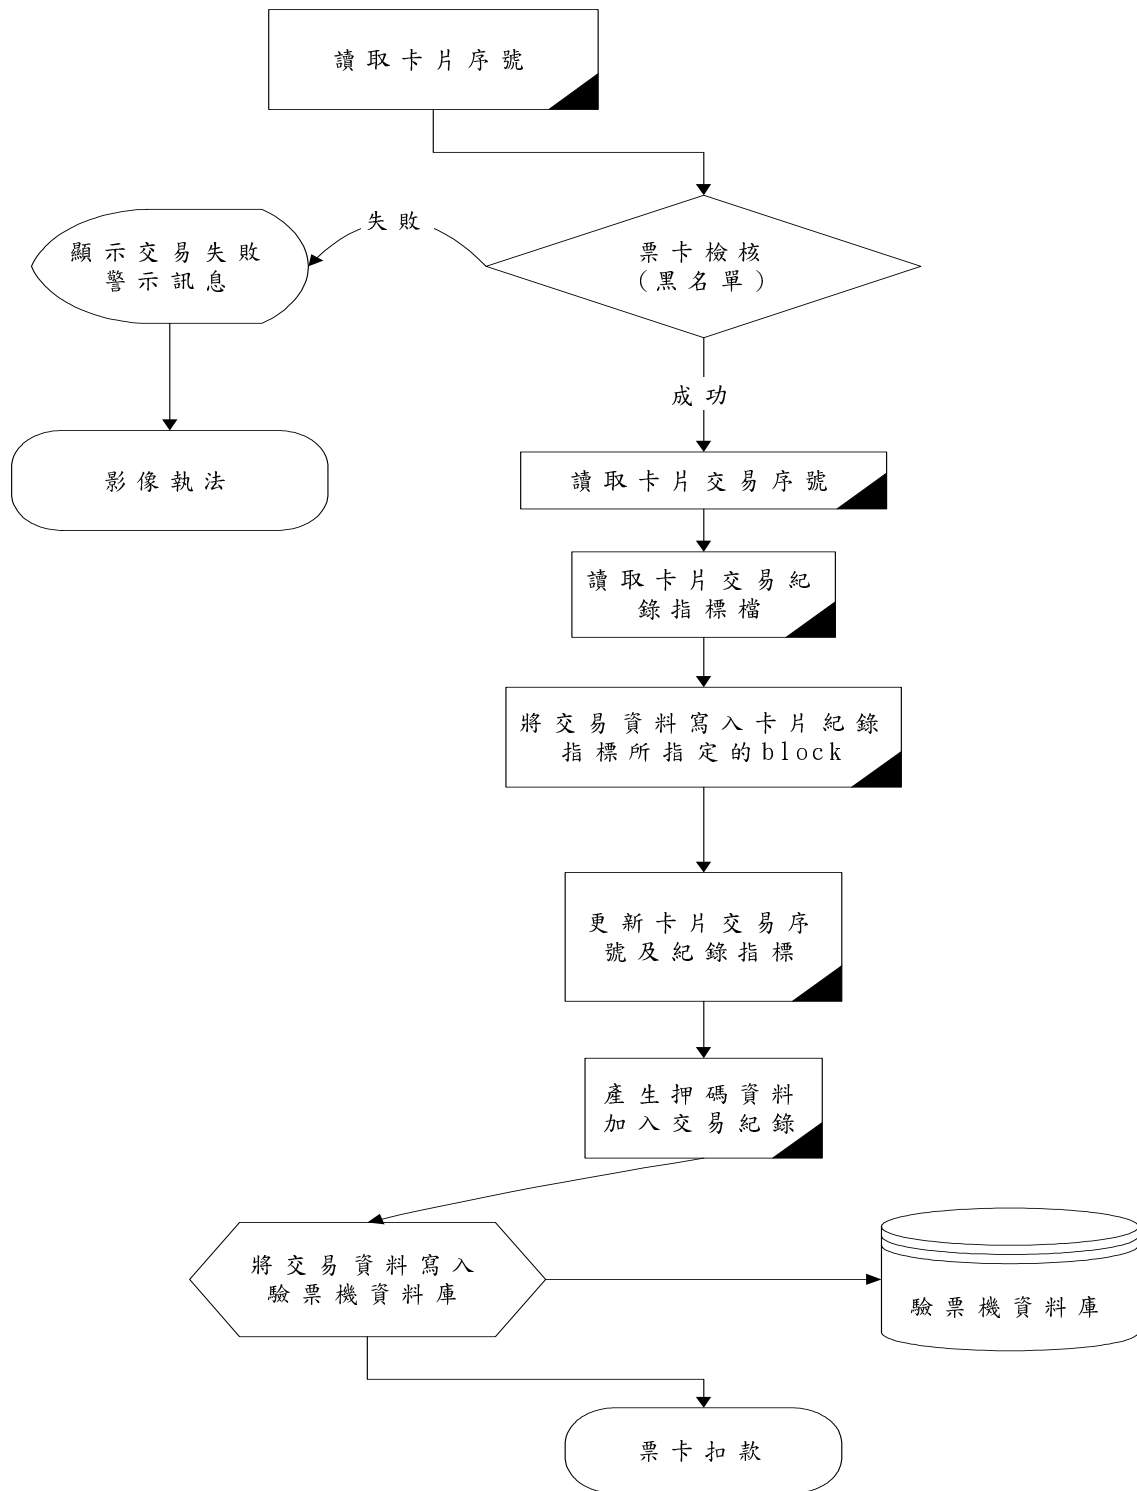 讀取卡片序號
失敗
顯示交易失敗
警示訊息
票卡檢核
(黑名單)
成功
影像執法
讀取卡片交易序號
讀取卡片交易紀
錄指標檔
將交易資料寫入卡片紀錄
指標所指定的block
更新卡片交易序
號及紀錄指標
產生押碼資料
加入交易紀錄
將交易資料寫入
驗票機資料庫
驗票機資料庫
票卡扣款